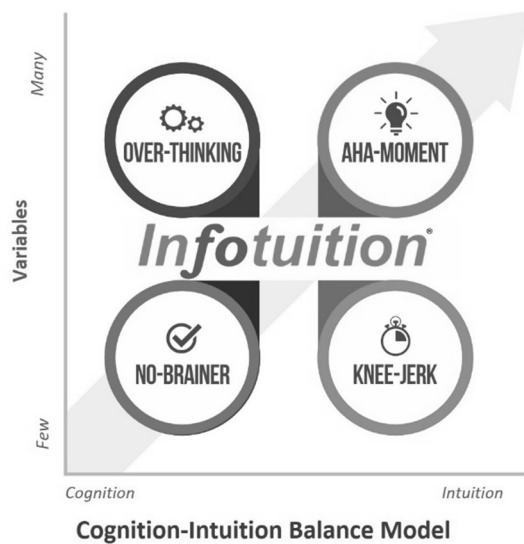 Many
OVER-THINKING
AHA-MOMENT
Variables
Infotuition®
NO-BRAINER
KNEE-JERK
Few
Cognition
Intuition
Cognition-Intuition Balance Model